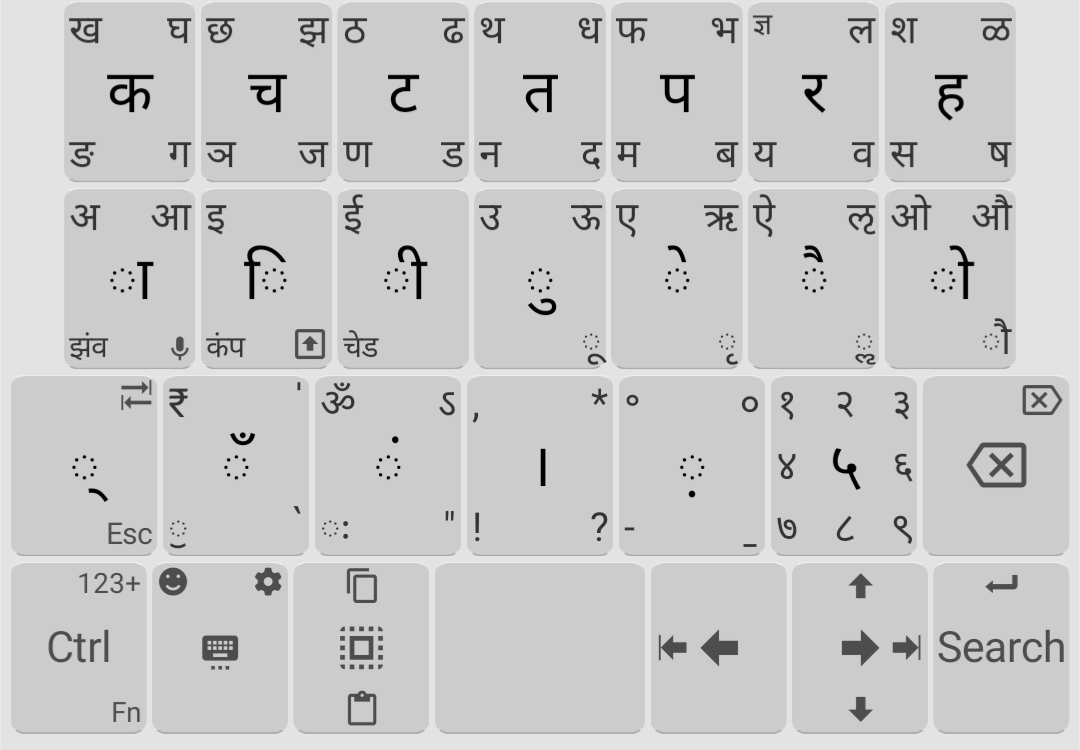 ख घ छ झ ठ ढ थ ध फ भ ज्ञ ल श ळ
क च ट त प र ह
ङ ग ञ ज ण ड न द म ब य व स ष
अ आ इ ई उ ऊ ए ऋ ऐ ऌ ओ औ
◌ा ◌ि ◌ी ◌ु ◌े ◌ै ◌ो
झंव कंप चेड ◌ू ◌ृ ◌ॢ ◌ौ
₹ ' ॐ ऽ , * ° ० १ २ ३
◌् ◌ँ ◌ं । ◌़ ४ ५ ६
Esc ` ◌ः " ! ? - _ ७ ८ ९
123+
Ctrl Search
Fn